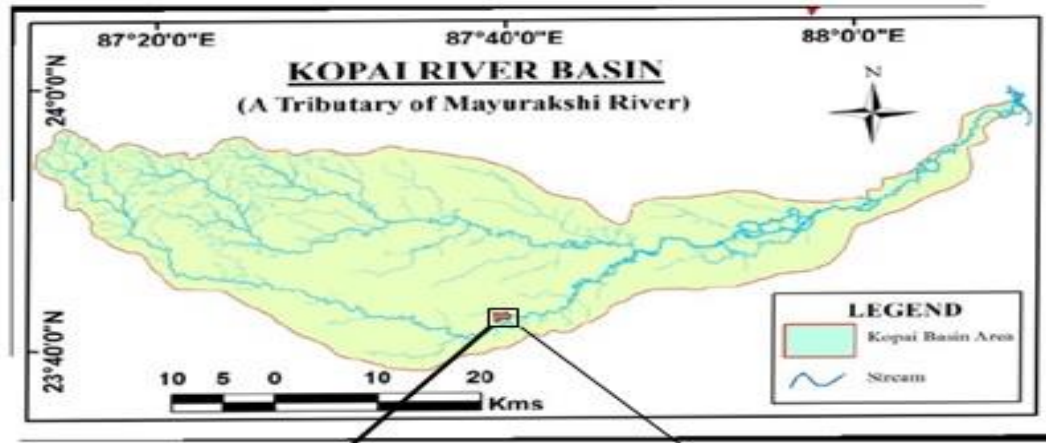 87°20'0"E 87°40'0"E 88°0'0"E
KOPAI RIVER BASIN
(A Tributary of Mayurakshi River)
N
24°0'0"N
23°40'0"N
LEGEND
Kopai Basin Area
Stream
10 5 0 10 20
Kms